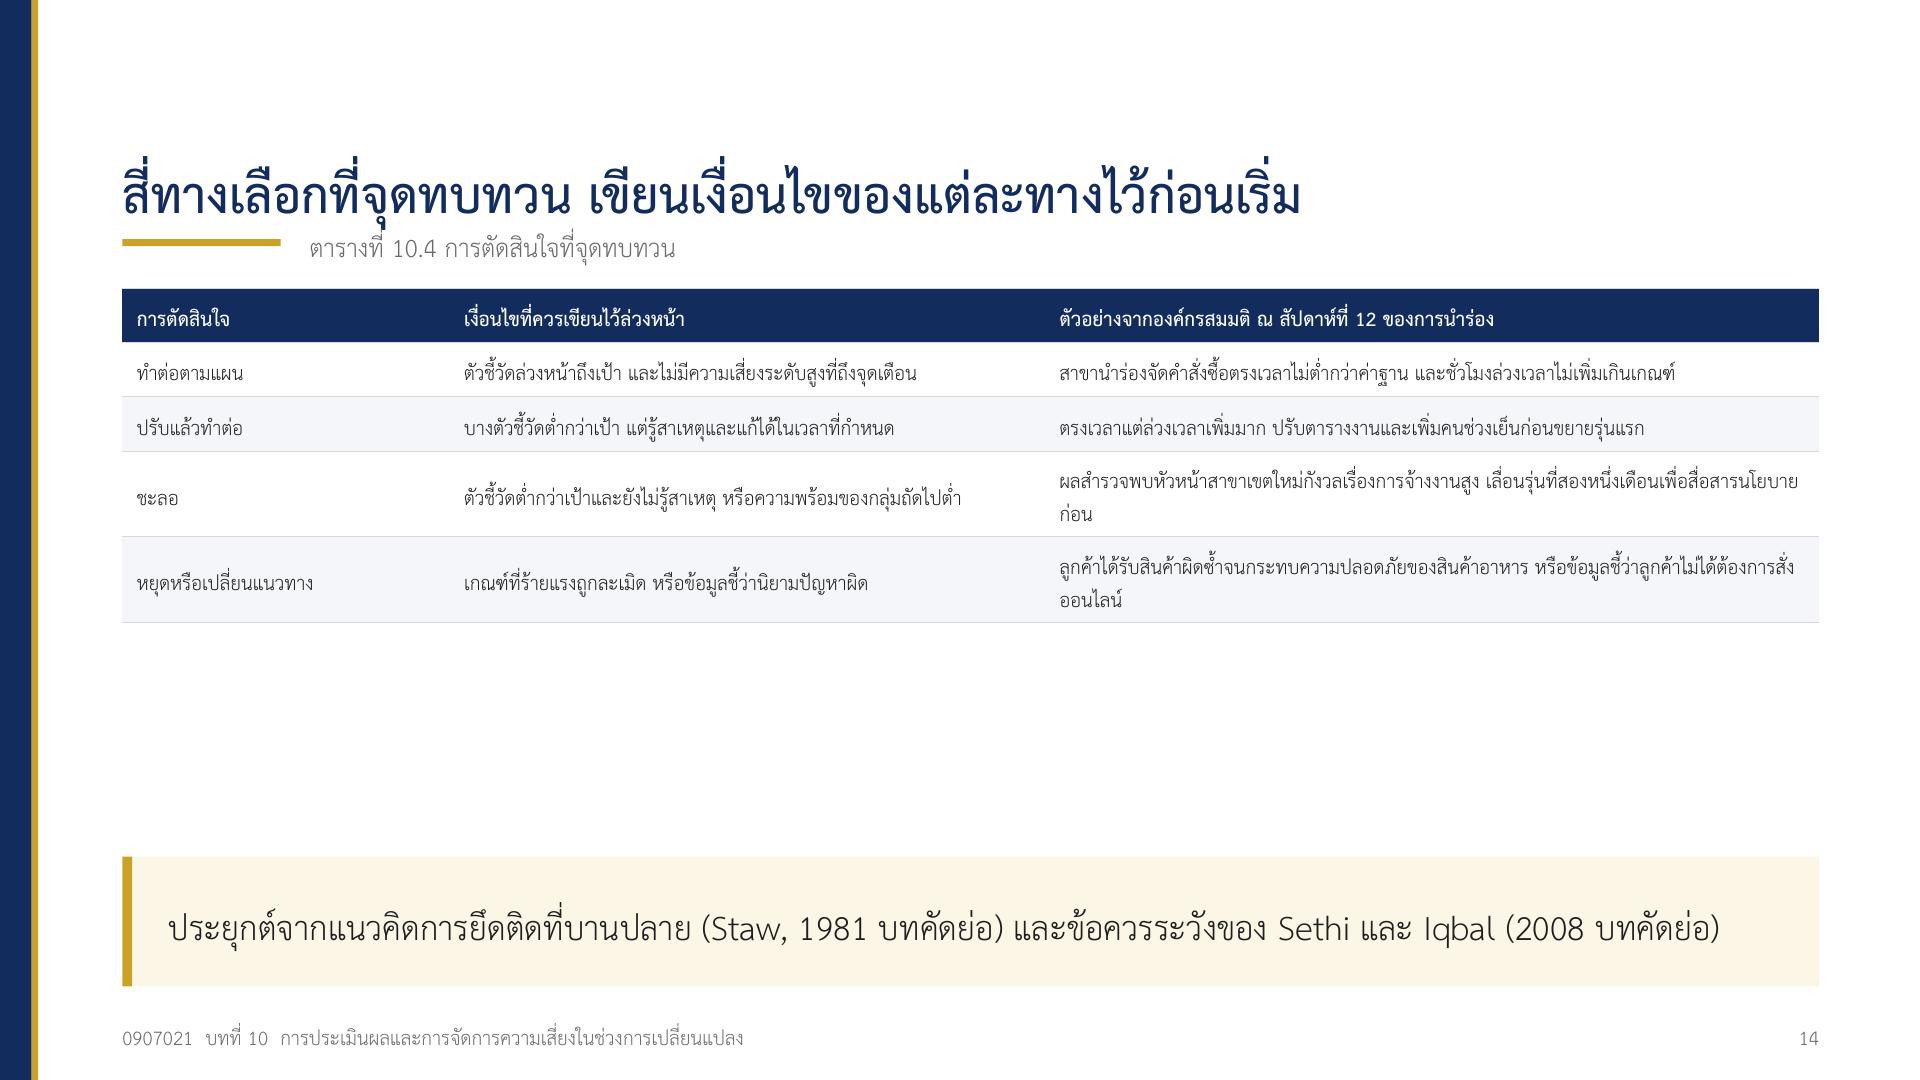 สี่ทางเลือกที่จุดทบทวน เขียนเงื่อนไขของแต่ละทางไว้ก่อนเริ่ม
ตารางที่ 10.4 การตัดสินใจที่จุดทบทวน
การตัดสินใจ เงื่อนไขที่ควรเขียนไว้ล่วงหน้า ตัวอย่างจากองค์กรสมมติ ณ สัปดาห์ที่ 12 ของการนำร่อง
ทำต่อตามแผน ตัวชี้วัดล่วงหน้าถึงเป้า และไม่มีความเสี่ยงระดับสูงที่ถึงจุดเตือน สาขานำร่องจัดคำสั่งซื้อตรงเวลาไม่ต่ำกว่าค่าฐาน และชั่วโมงล่วงเวลาไม่เพิ่มเกินเกณฑ์
ปรับแล้วทำต่อ บางตัวชี้วัดต่ำกว่าเป้า แต่รู้สาเหตุและแก้ได้ในเวลาที่กำหนด ตรงเวลาแต่ล่วงเวลาเพิ่มมาก ปรับตารางงานและเพิ่มคนช่วงเย็นก่อนขยายรุ่นแรก
ชะลอ ตัวชี้วัดต่ำกว่าเป้าและยังไม่รู้สาเหตุ หรือความพร้อมของกลุ่มถัดไปต่ำ ผลสำรวจพบหัวหน้าสาขาเขตใหม่กังวลเรื่องการจ้างงานสูง เลื่อนรุ่นที่สองหนึ่งเดือนเพื่อสื่อสารนโยบาย
ก่อน
หยุดหรือเปลี่ยนแนวทาง เกณฑ์ที่ร้ายแรงถูกละเมิด หรือข้อมูลชี้ว่านิยามปัญหาผิด ลูกค้าได้รับสินค้าผิดซ้ำจนกระทบความปลอดภัยของสินค้าอาหาร หรือข้อมูลชี้ว่าลูกค้าไม่ได้ต้องการสั่ง
ออนไลน์
ประยุกต์จากแนวคิดการยึดติดที่บานปลาย (Staw, 1981 บทคัดย่อ) และข้อควรระวังของ Sethi และ Iqbal (2008 บทคัดย่อ)
0907021 บทที่ 10 การประเมินผลและการจัดการความเสี่ยงในช่วงการเปลี่ยนแปลง 14